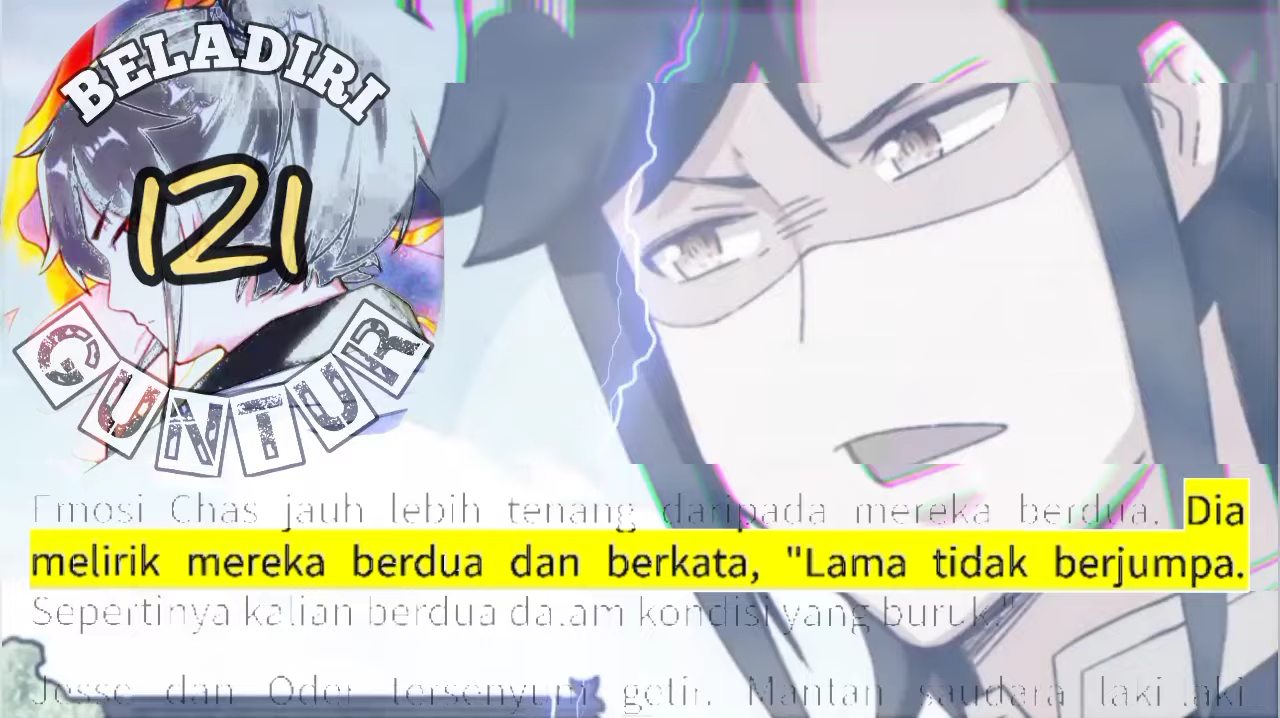 BELADIRI
121
GUNTUR
Emosi Chas jauh lebih tenang daripada mereka berdua. Dia
melirik mereka berdua dan berkata, "Lama tidak berjumpa.
Sepertinya kalian berdua dalam kondisi yang buruk."
Jesse dan Oder tersenyum getir. Mantan saudara laki-laki